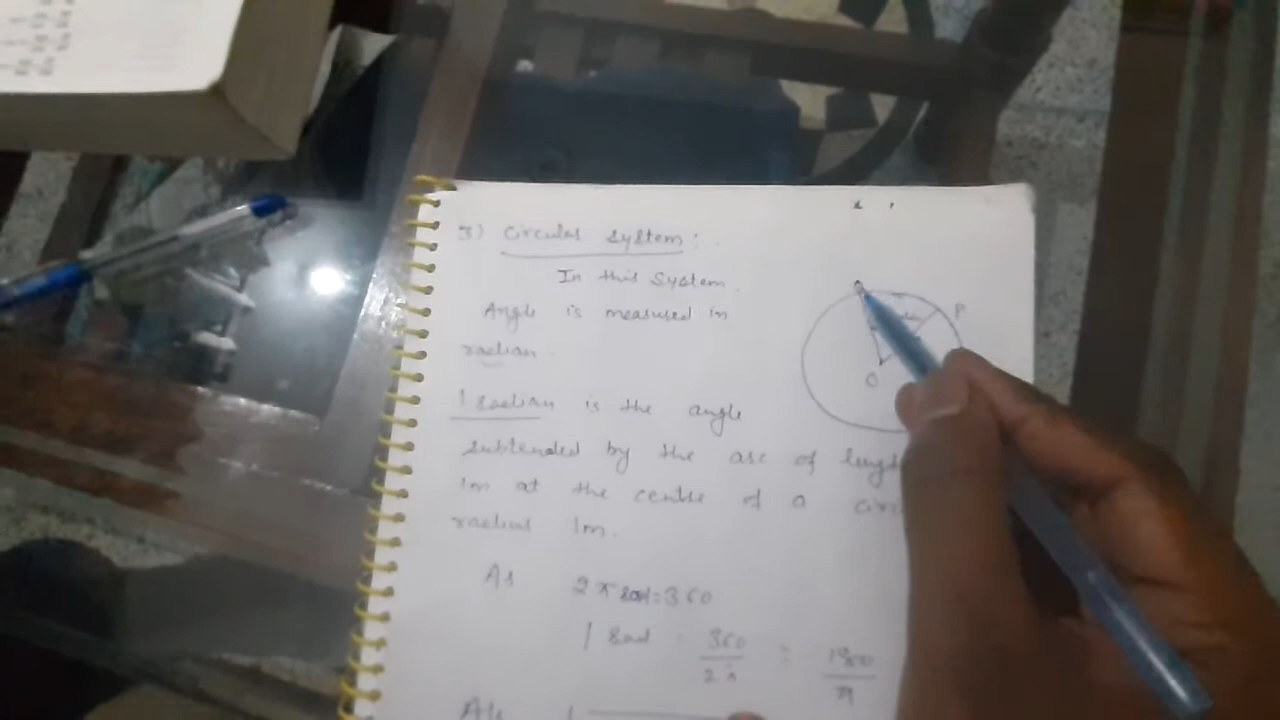 3) Circular System:
In this System.
Angle is measured in
radian.
1 radian is the angle
subtended by the arc of
1m at the centre of a
radius 1m.
As 2π rad = 360
1 rad = 360/2π = 180/π
P
O